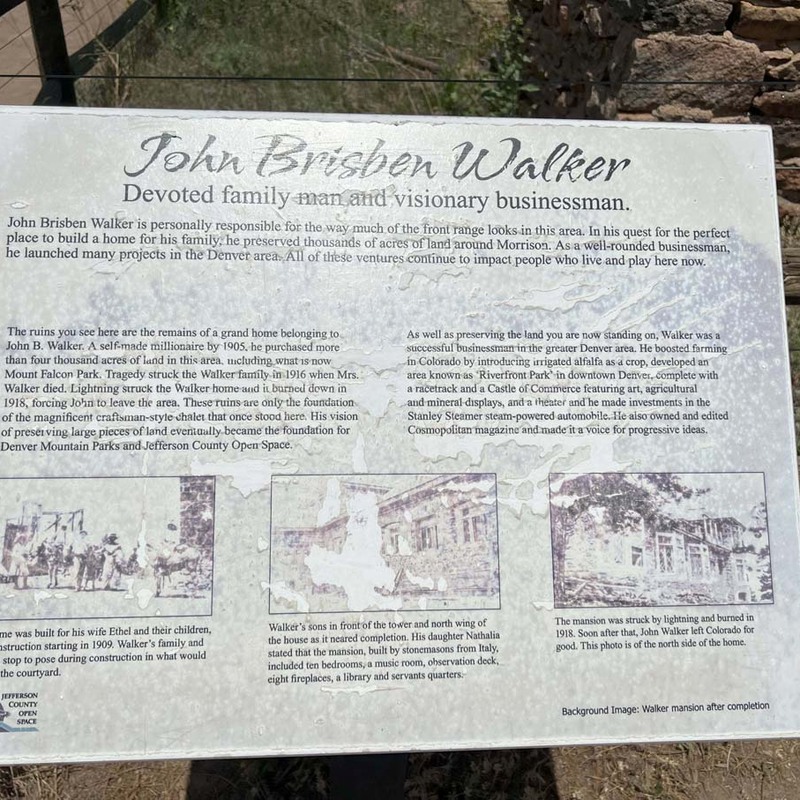 John Brisben Walker
Devoted family man and visionary businessman.
John Brisben Walker is personally responsible for the way much of the front range looks in this area. In his quest for the perfect
place to build a home for his family, he preserved thousands of acres of land around Morrison. As a well-rounded businessman,
he launched many projects in the Denver area. All of these ventures continue to impact people who live and play here now.
The ruins you see here are the remains of a grand home belonging to
John B. Walker. A self-made millionaire by 1905, he purchased more
than four thousand acres of land in this area, including what is now
Mount Falcon Park. Tragedy struck the Walker family in 1916 when Mrs.
Walker died. Lightning struck the Walker home and it burned down in
1918, forcing John to leave the area. These ruins are only the foundation
of the magnificent craftsman-style chalet that once stood here. His vision
of preserving large pieces of land eventually became the foundation for
Denver Mountain Parks and Jefferson County Open Space.
As well as preserving the land you are now standing on, Walker was a
successful businessman in the greater Denver area. He boosted farming
in Colorado by introducing irrigated alfalfa as a crop, developed an
area known as 'Riverfront Park' in downtown Denver, complete with
a racetrack and a Castle of Commerce featuring art, agricultural
and mineral displays, and a theater and he made investments in the
Stanley Steamer steam-powered automobile. He also owned and edited
Cosmopolitan magazine and made it a voice for progressive ideas.
me was built for his wife Ethel and their children,
struction starting in 1909. Walker's family and
stop to pose during construction in what would
the courtyard.
Walker's sons in front of the tower and north wing of
the house as it neared completion. His daughter Nathalia
stated that the mansion, built by stonemasons from Italy,
included ten bedrooms, a music room, observation deck,
eight fireplaces, a library and servants quarters.
The mansion was struck by lightning and burned in
1918. Soon after that, John Walker left Colorado for
good. This photo is of the north side of the home.
JEFFERSON
COUNTY
OPEN
SPACE
Background Image: Walker mansion after completion